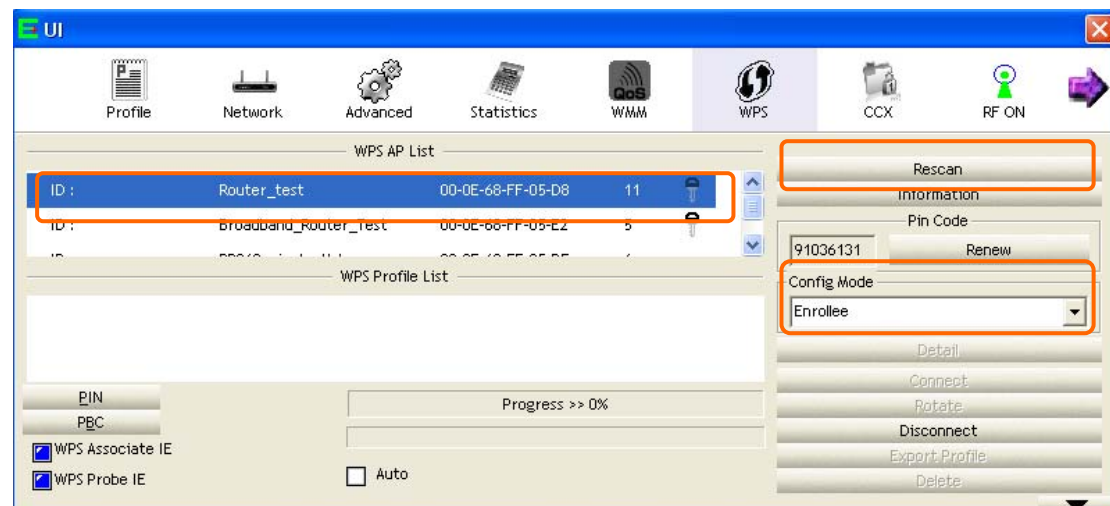 UI
Profile Network Advanced Statistics WMM WPS CCX RF ON
QoS
WPS AP List
ID : Router_test 00-0E-68-FF-05-D8 11
ID : Broadband_Router_Test 00-0E-68-FF-05-E2 5
WPS Profile List
Rescan
Information
Pin Code
91036131 Renew
Config Mode
Enrollee
Detail
Connect
Rotate
Disconnect
Export Profile
Delete
PIN
PBC
WPS Associate IE
WPS Probe IE
Progress >> 0%
Auto